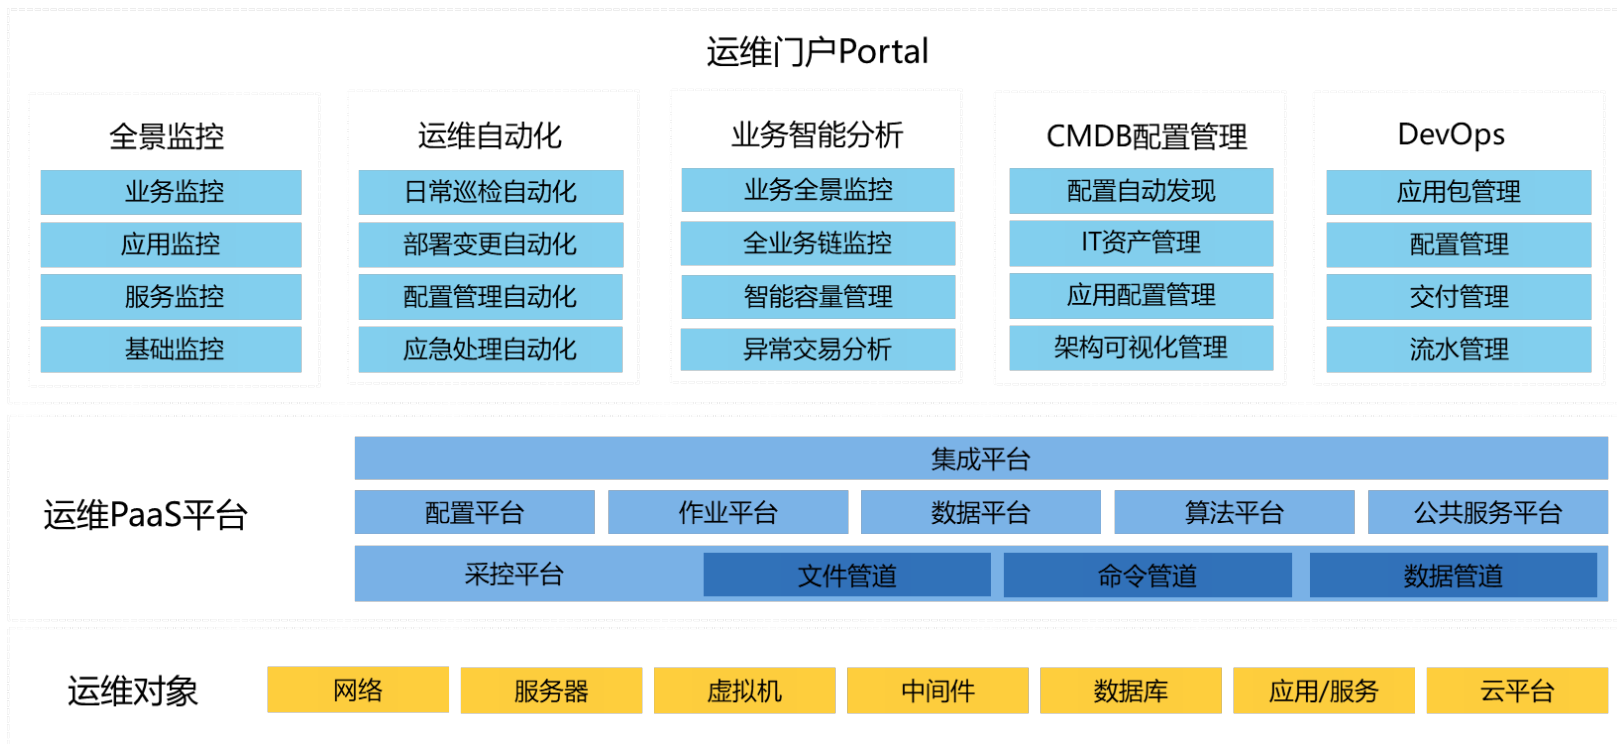 运维门户Portal
全景监控
业务监控
应用监控
服务监控
基础监控
运维自动化
日常巡检自动化
部署变更自动化
配置管理自动化
应急处理自动化
业务智能分析
业务全景监控
全业务链监控
智能容量管理
异常交易分析
CMDB配置管理
配置自动发现
IT资产管理
应用配置管理
架构可视化管理
DevOps
应用包管理
配置管理
交付管理
流水管理
运维PaaS平台
集成平台
配置平台
作业平台
数据平台
算法平台
公共服务平台
采控平台
文件管道
命令管道
数据管道
运维对象
网络
服务器
虚拟机
中间件
数据库
应用/服务
云平台